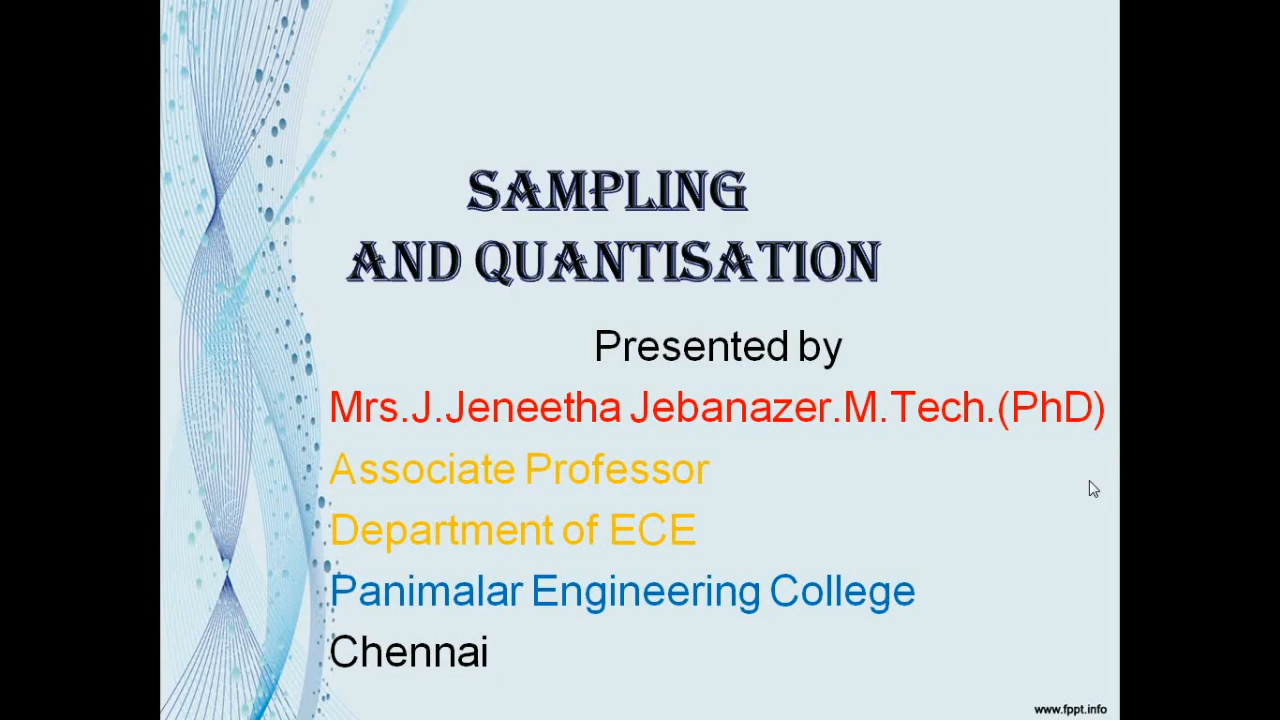 SAMPLING
AND QUANTISATION
Presented by
Mrs.J.Jeneetha Jebanazer.M.Tech.(PhD)
Associate Professor
Department of ECE
Panimalar Engineering College
Chennai
www.fppt.info